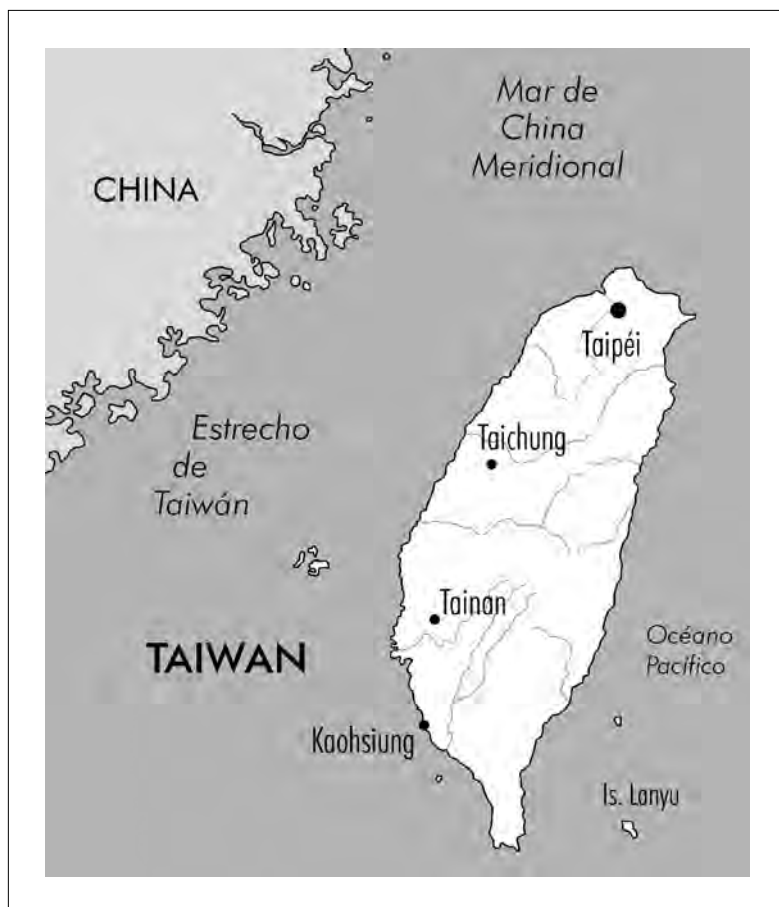 Mar de
China
Meridional
CHINA
Taipéi
Estrecho
de
Taiwán
Taichung
Tainan
TAIWAN
Océano
Pacífico
Kaohsiung
Is. Lanyu